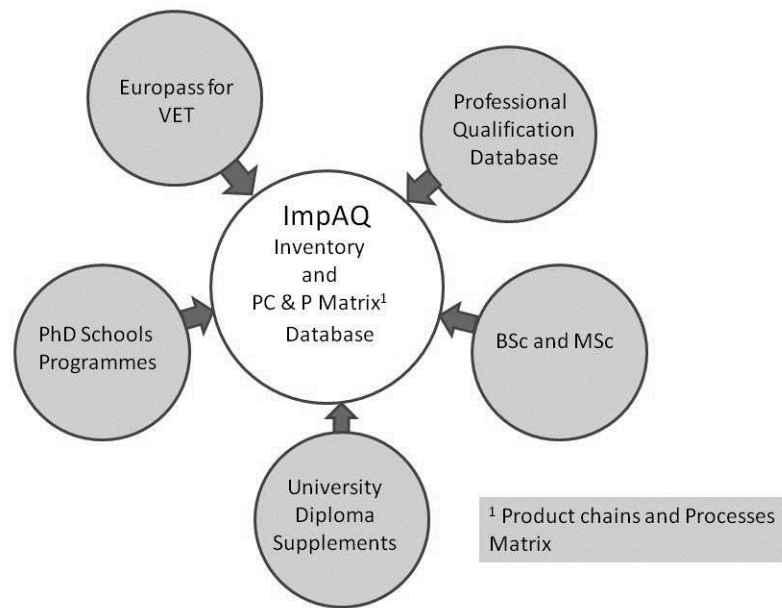 Europass for
VET
Professional
Qualification
Database
ImpAQ
Inventory
and
PC & P Matrix¹
Database
PhD Schools
Programmes
BSc and MSc
University
Diploma
Supplements
¹ Product chains and Processes
Matrix